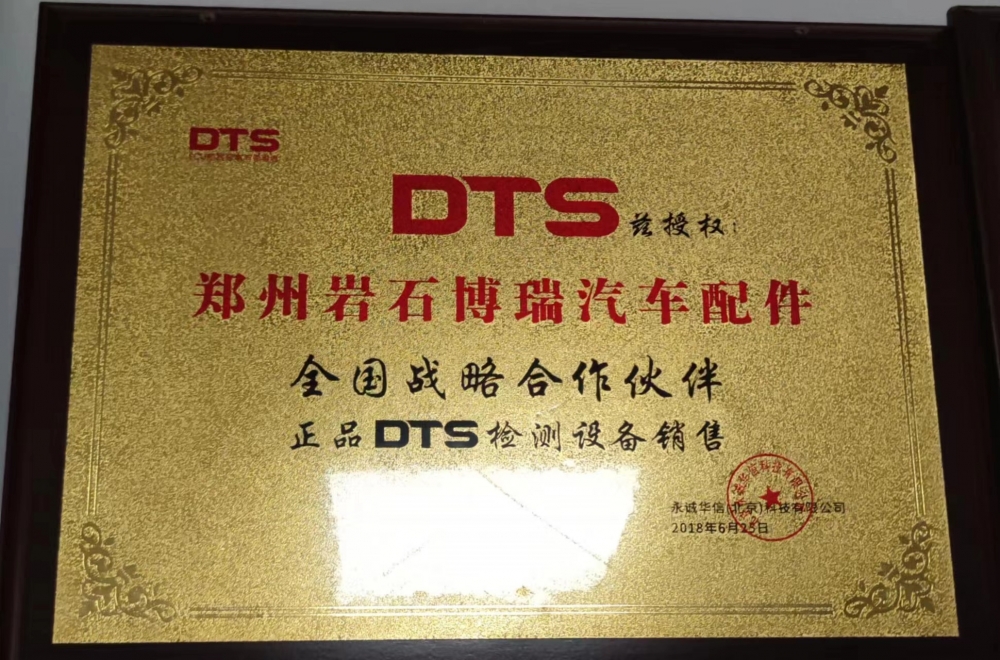 DTS
DTS 兹授权:
郑州岩石博瑞汽车配件
全国战略合作伙伴
正品DTS检测设备销售
永诚华信(北京)科技有限公司
2018年6月25日